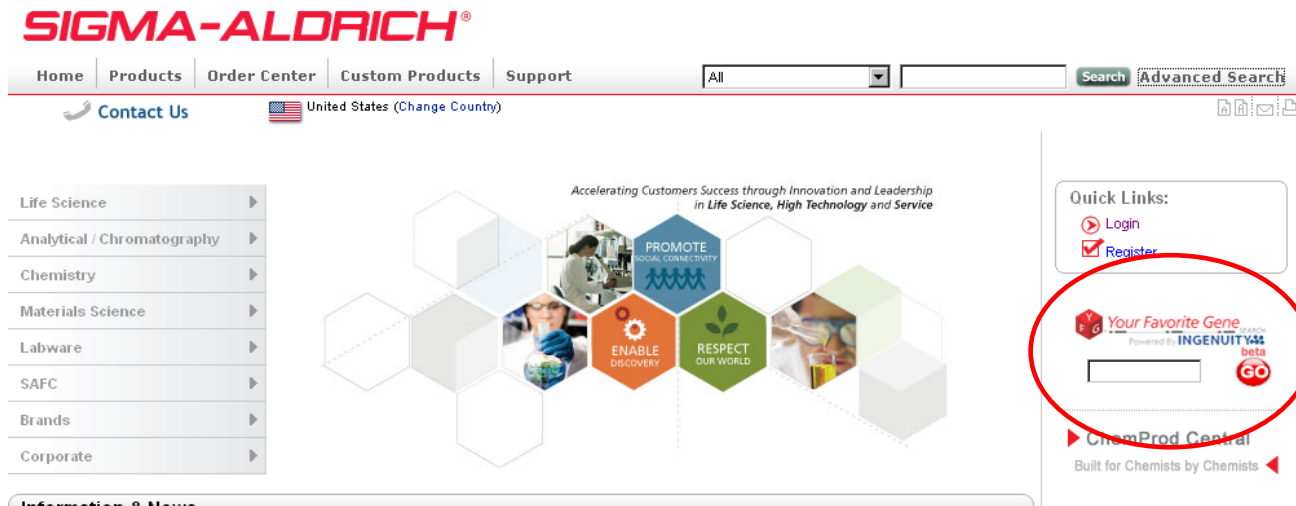 SIGMA-ALDRICH®
Home Products Order Center Custom Products Support All Search Advanced Search
Contact Us United States (Change Country)
Accelerating Customers Success through Innovation and Leadership
in Life Science, High Technology and Service
Life Science
Analytical / Chromatography
Chemistry
Materials Science
Labware
SAFC
Brands
Corporate
PROMOTE
SOCIAL CONNECTIVITY
ENABLE
DISCOVERY
RESPECT
OUR WORLD
Quick Links:
Login
Register
Y F G
Your Favorite Gene
SEARCH
Powered By INGENUITY
beta
GO
ChemProd Central
Built for Chemists by Chemists
Information & News